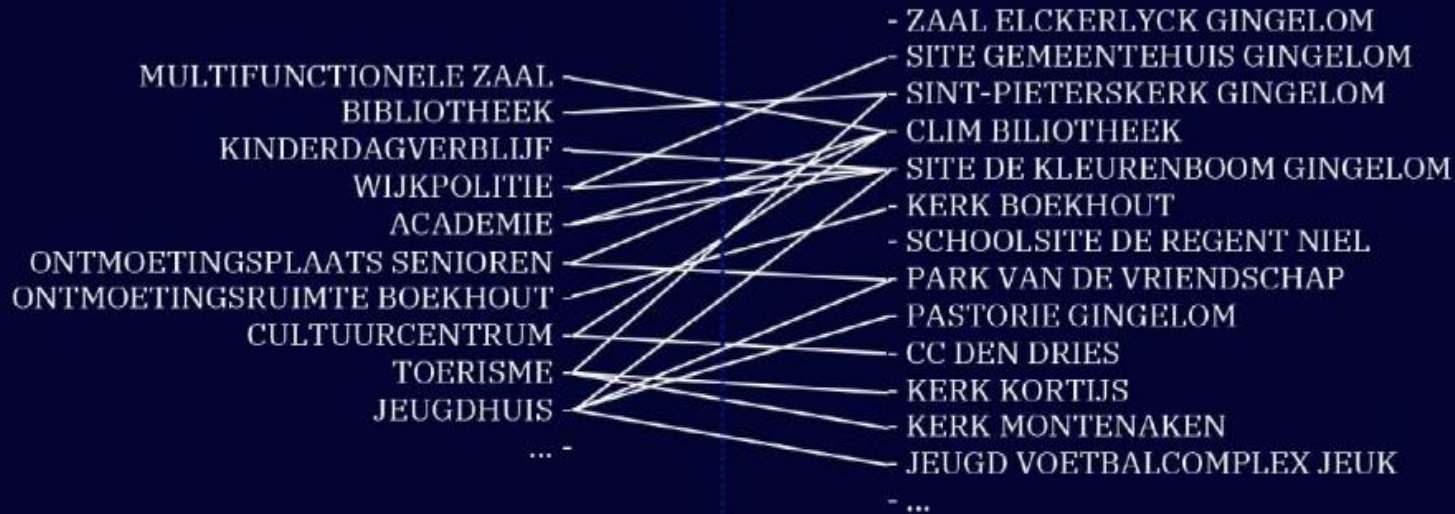 MULTIFUNCTIONELE ZAAL -
BIBLIOTHEEK -
KINDERDAGVERBLIJF -
WIJKPOLITIE -
ACADEMIE -
ONTMOETINGSPLAATS SENIOREN -
ONTMOETINGSRUIMTE BOEKHOUT -
CULTUURCENTRUM -
TOERISME -
JEUGDHUIS -
... -
- ZAAL ELCKERLYCK GINGELOM
- SITE GEMEENTEHUIS GINGELOM
- SINT-PIETERSKERK GINGELOM
- CLIM BILIOTHEEK
- SITE DE KLEURENBOOM GINGELOM
- KERK BOEKHOUT
- SCHOOLSITE DE REGENT NIEL
- PARK VAN DE VRIENDSCHAP
- PASTORIE GINGELOM
- CC DEN DRIES
- KERK KORTIJS
- KERK MONTENAKEN
- JEUGD VOETBALCOMPLEX JEUK
- ...